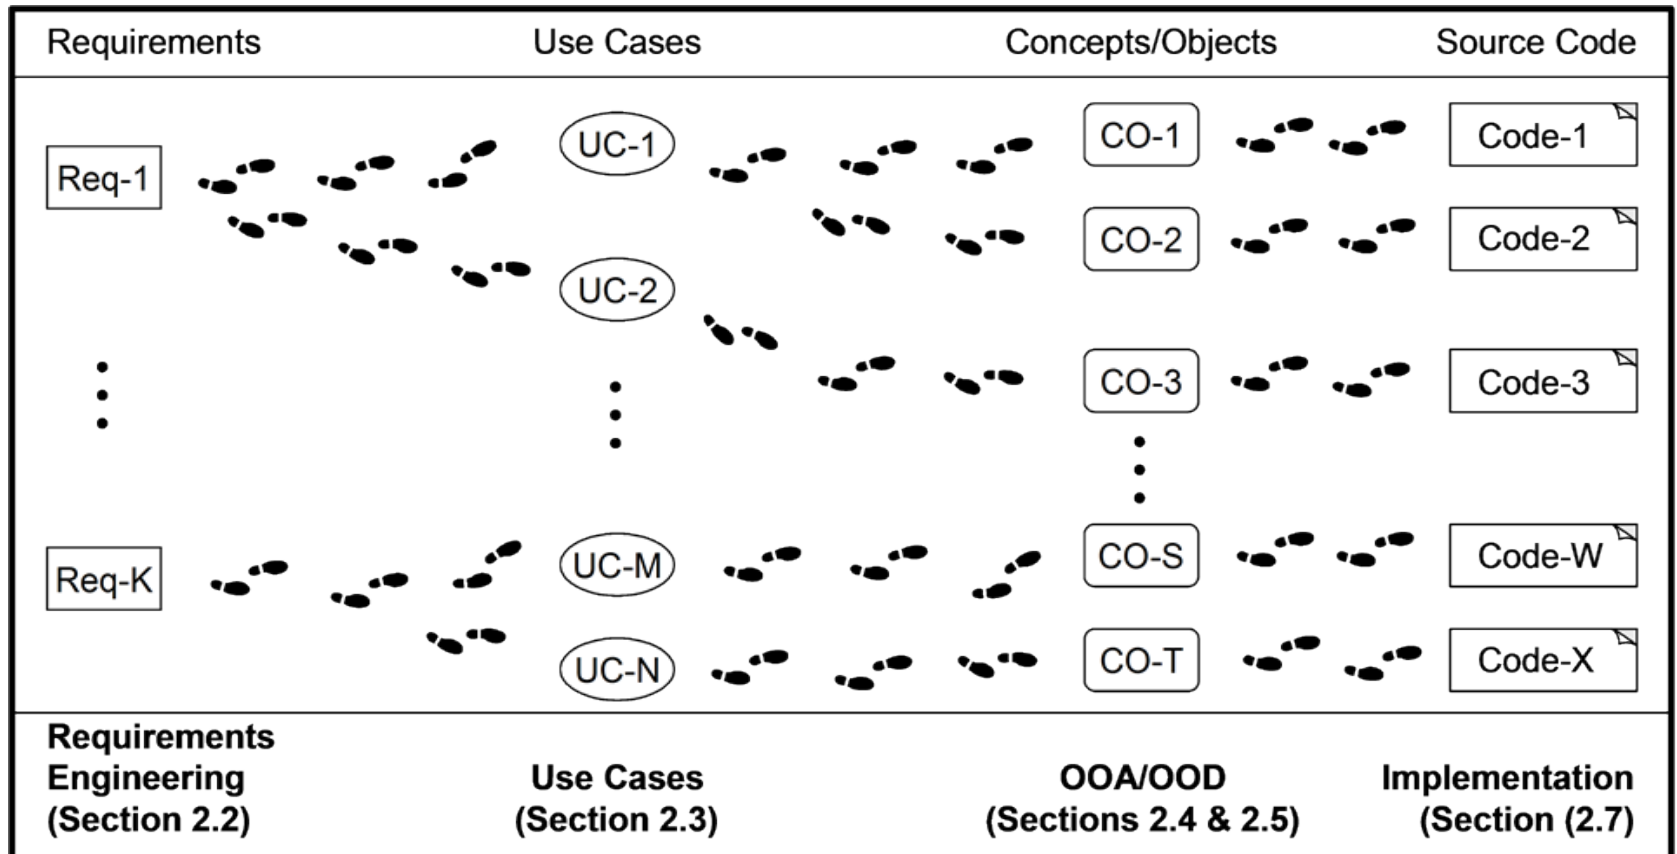 Requirements Use Cases Concepts/Objects Source Code
UC-1 CO-1 Code-1
Req-1
CO-2 Code-2
UC-2
CO-3 Code-3
Req-K UC-M CO-S Code-W
UC-N CO-T Code-X
Requirements
Engineering Use Cases OOA/OOD Implementation
(Section 2.2) (Section 2.3) (Sections 2.4 & 2.5) (Section (2.7)